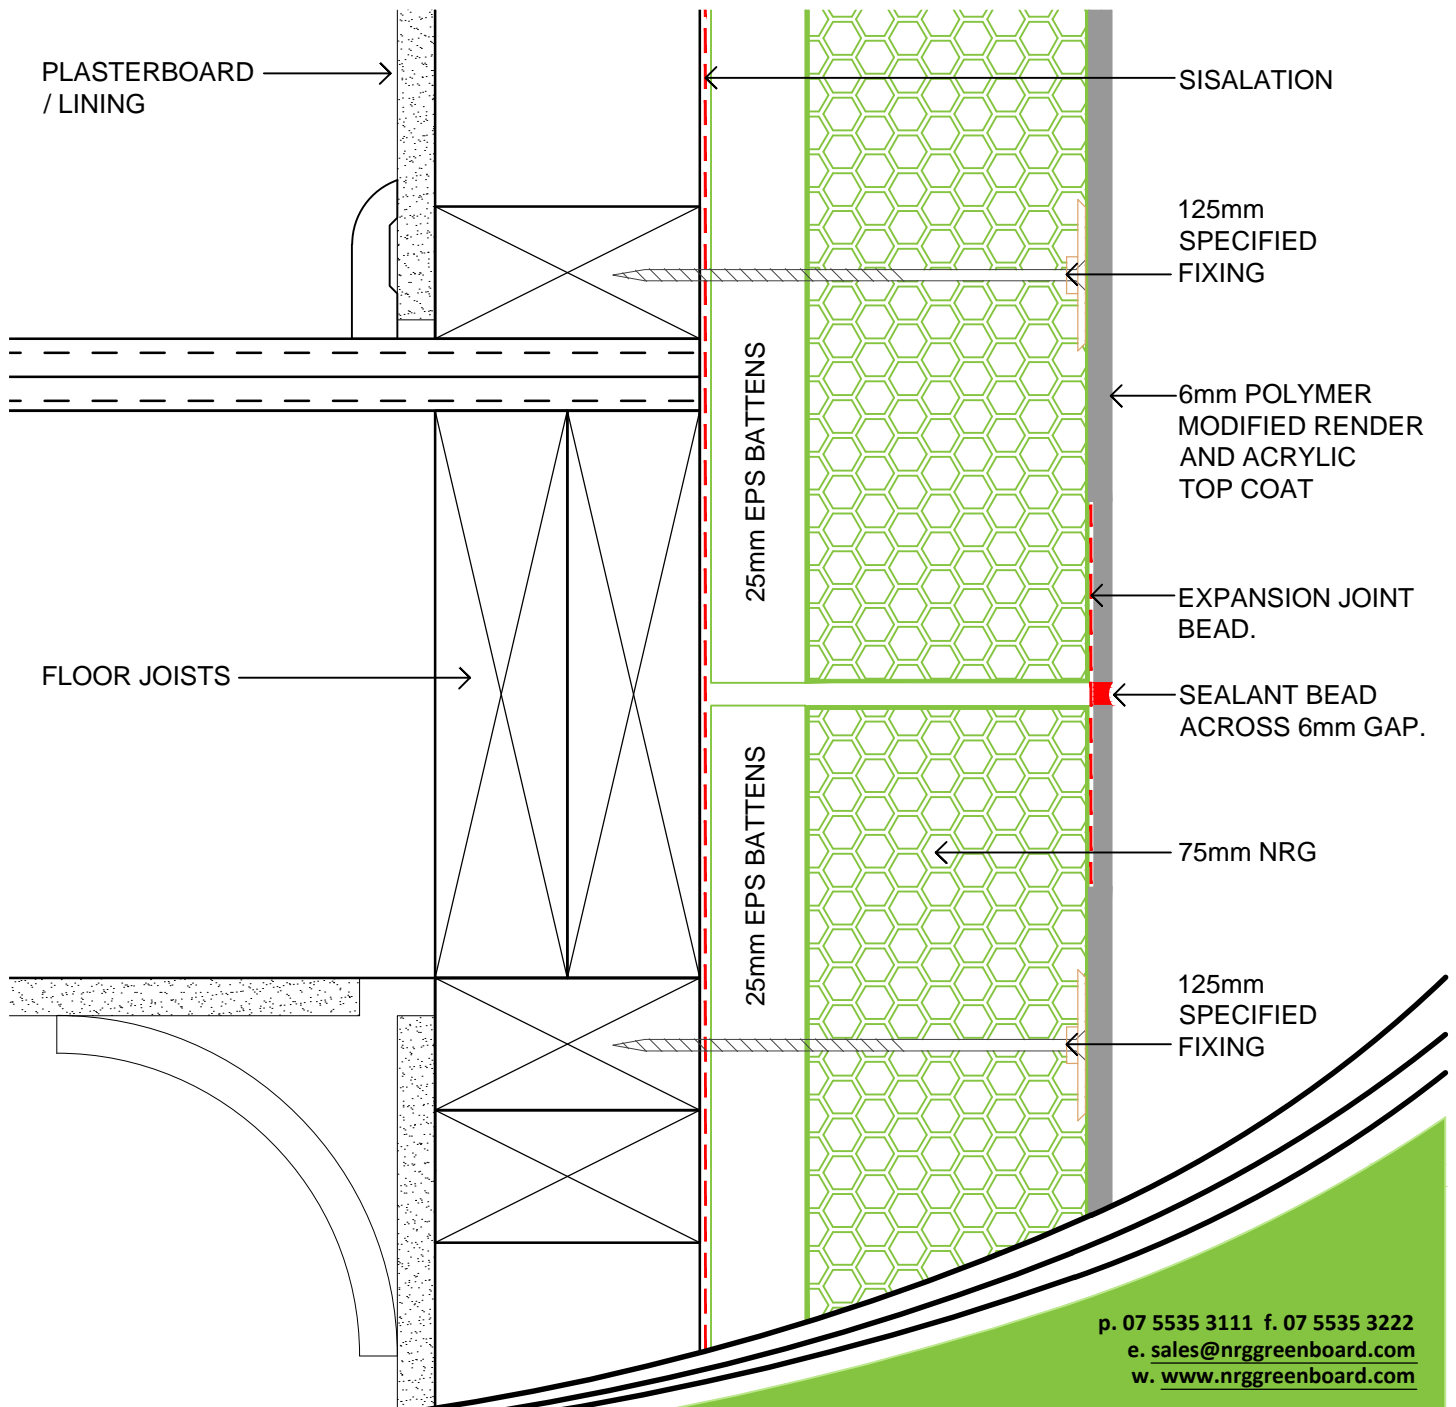 PLASTERBOARD
/ LINING
SISALATION
125mm
SPECIFIED
FIXING
25mm EPS BATTENS
6mm POLYMER
MODIFIED RENDER
AND ACRYLIC
TOP COAT
EXPANSION JOINT
BEAD.
FLOOR JOISTS
SEALANT BEAD
ACROSS 6mm GAP.
25mm EPS BATTENS
75mm NRG
125mm
SPECIFIED
FIXING
p. 07 5535 3111 f. 07 5535 3222
e. sales@nrggreenboard.com
w. www.nrggreenboard.com